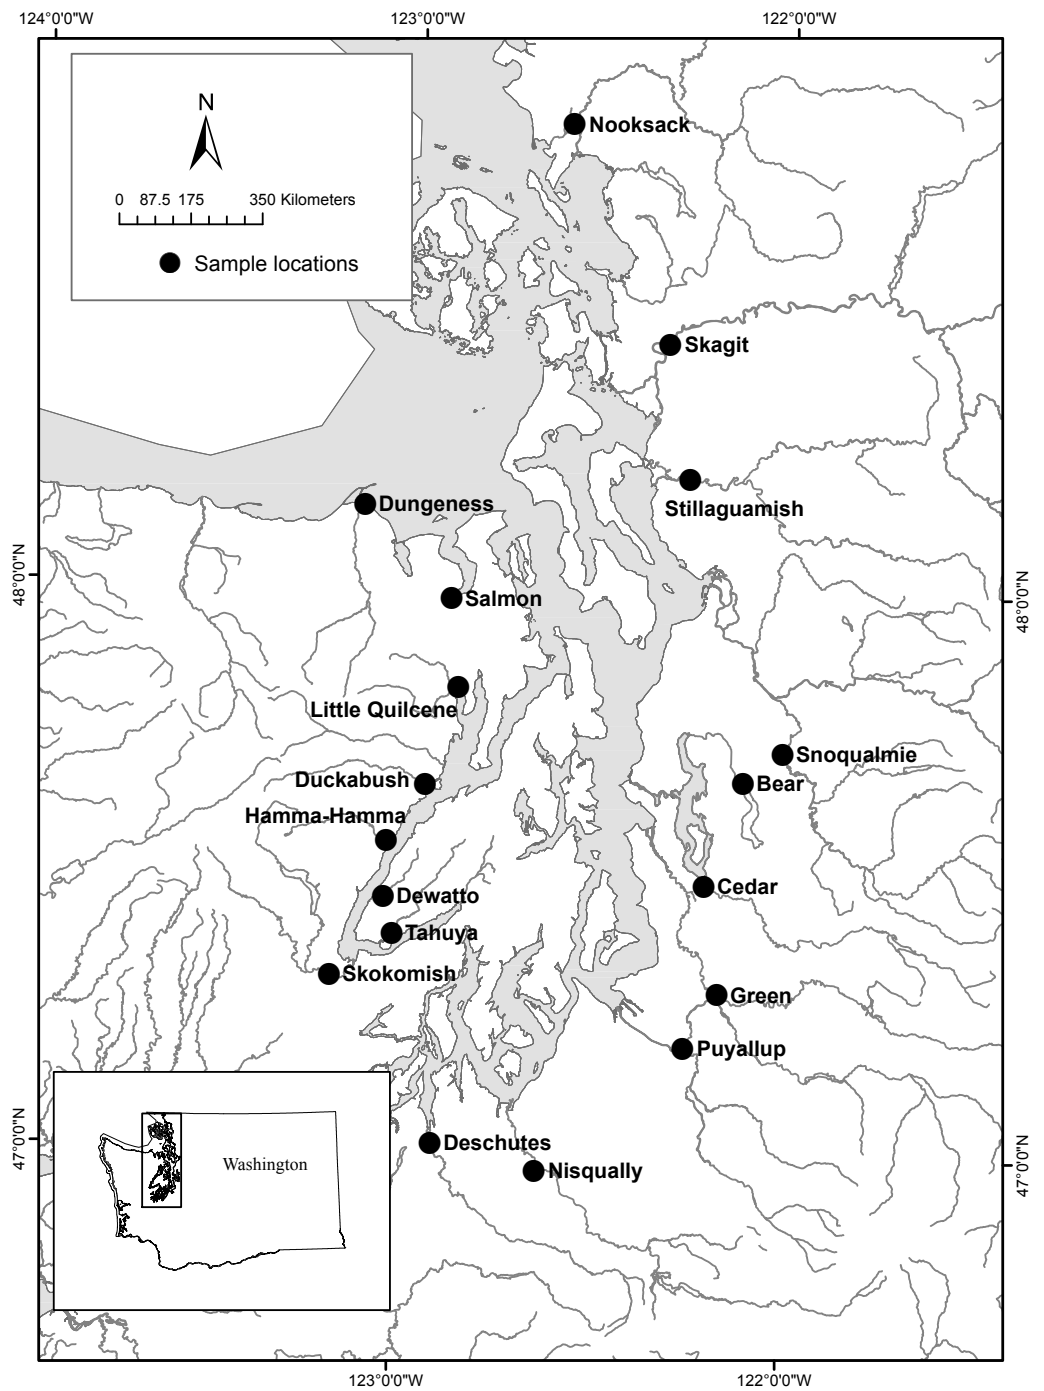 124°0'0"W 123°0'0"W 122°0'0"W
N
0 87.5 175 350 Kilometers
Sample locations
Nooksack
Skagit
Stillaguamish
Dungeness
48°0'0"N
48°0'0"N
Salmon
Little Quilcene
Snoqualmie
Duckabush
Bear
Hamma-Hamma
Cedar
Dewatto
Tahuya
Skokomish
Green
Puyallup
47°0'0"N
Deschutes
47°0'0"N
Nisqually
Washington
123°0'0"W 122°0'0"W